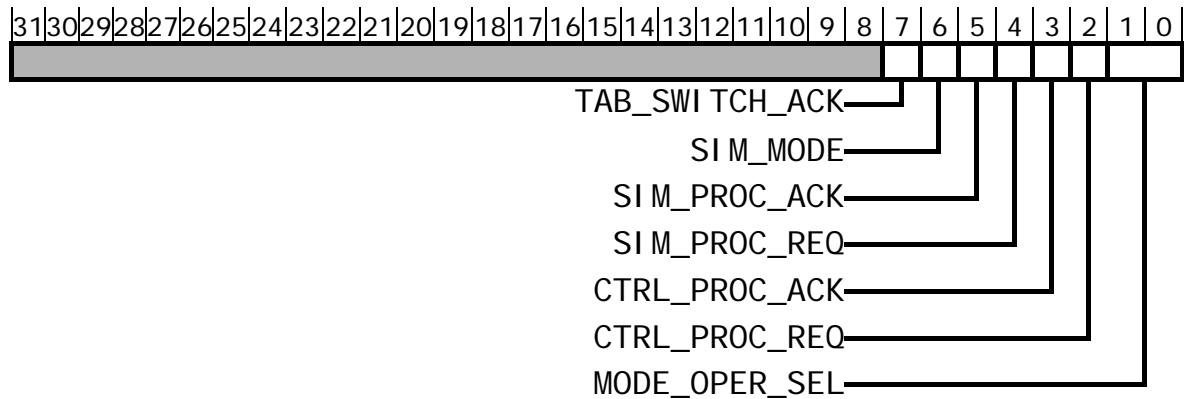 31 30 29 28 27 26 25 24 23 22 21 20 19 18 17 16 15 14 13 12 11 10 9 8 7 6 5 4 3 2 1 0
TAB_SWITCH_ACK
SIM_MODE
SIM_PROC_ACK
SIM_PROC_REQ
CTRL_PROC_ACK
CTRL_PROC_REQ
MODE_OPER_SEL